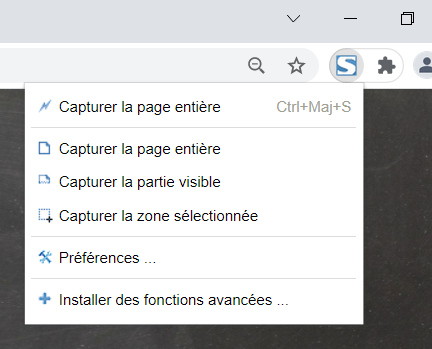 S
Capturer la page entière Ctrl+Maj+S
Capturer la page entière
Capturer la partie visible
Capturer la zone sélectionnée
Préférences ...
Installer des fonctions avancées ...